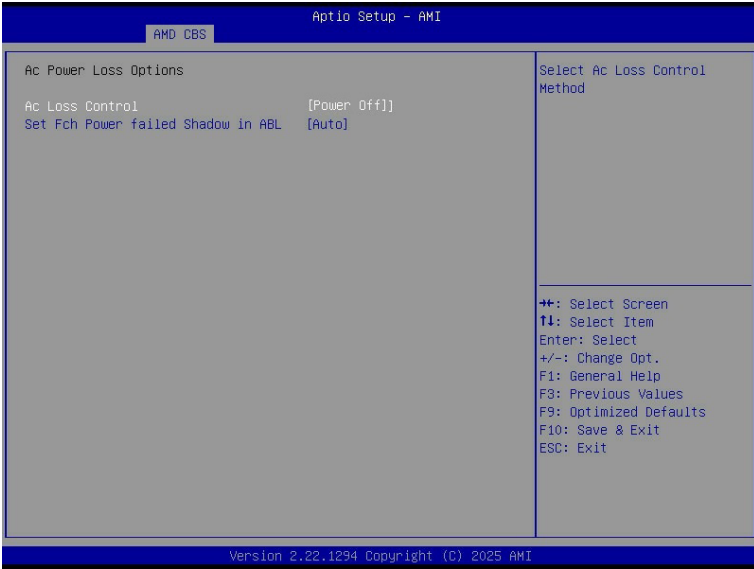 Aptio Setup – AMI
AMD CBS
Ac Power Loss Options
Ac Loss Control [Power Off]]
Set Fch Power failed Shadow in ABL [Auto]
Select Ac Loss Control
Method
→←: Select Screen
↑↓: Select Item
Enter: Select
+/-: Change Opt.
F1: General Help
F3: Previous Values
F9: Optimized Defaults
F10: Save & Exit
ESC: Exit
Version 2.22.1294 Copyright (C) 2025 AMI